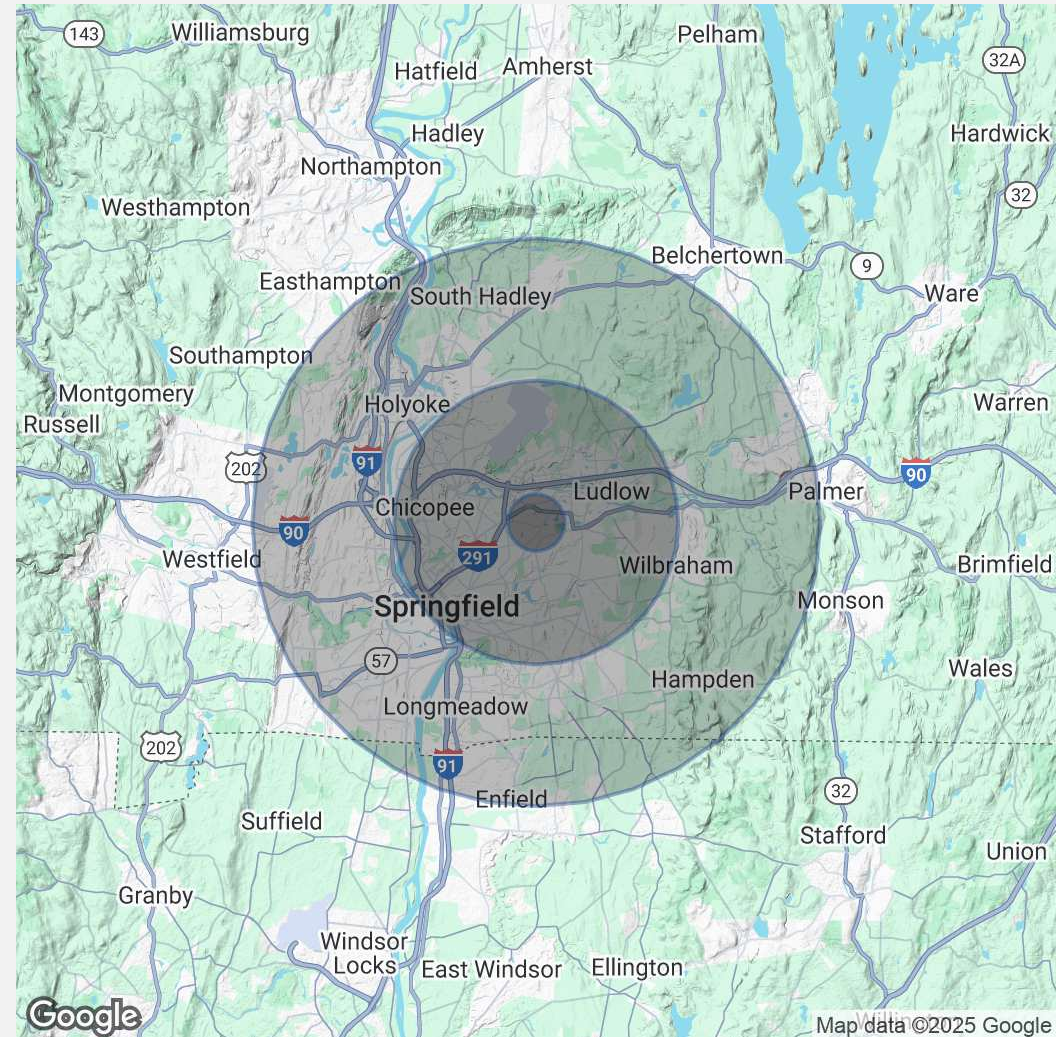 143
Williamsburg
Pelham
32A
Hatfield
Amherst
Hadley
Hardwick
Northampton
32
Westhampton
Belchertown
9
Easthampton
South Hadley
Ware
Southampton
Montgomery
Holyoke
Warren
Russell
202
91
90
Ludlow
Palmer
Chicopee
90
291
Westfield
Wilbraham
Brimfield
Springfield
Monson
57
Wales
Hampden
Longmeadow
202
91
32
Enfield
Suffield
Stafford
Union
Granby
Windsor
Locks
East Windsor
Ellington
Google
Map data ©2025 Google